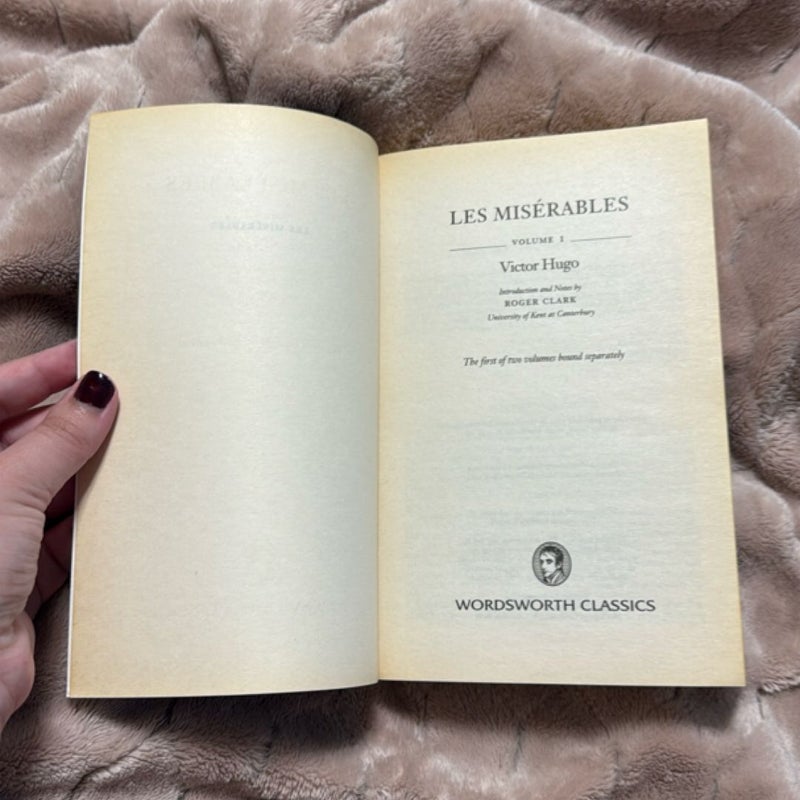 LES MISÉRABLES
VOLUME I
Victor Hugo
Introduction and Notes by
ROGER CLARK
University of Kent at Canterbury
The first of two volumes bound separately
WORDSWORTH CLASSICS